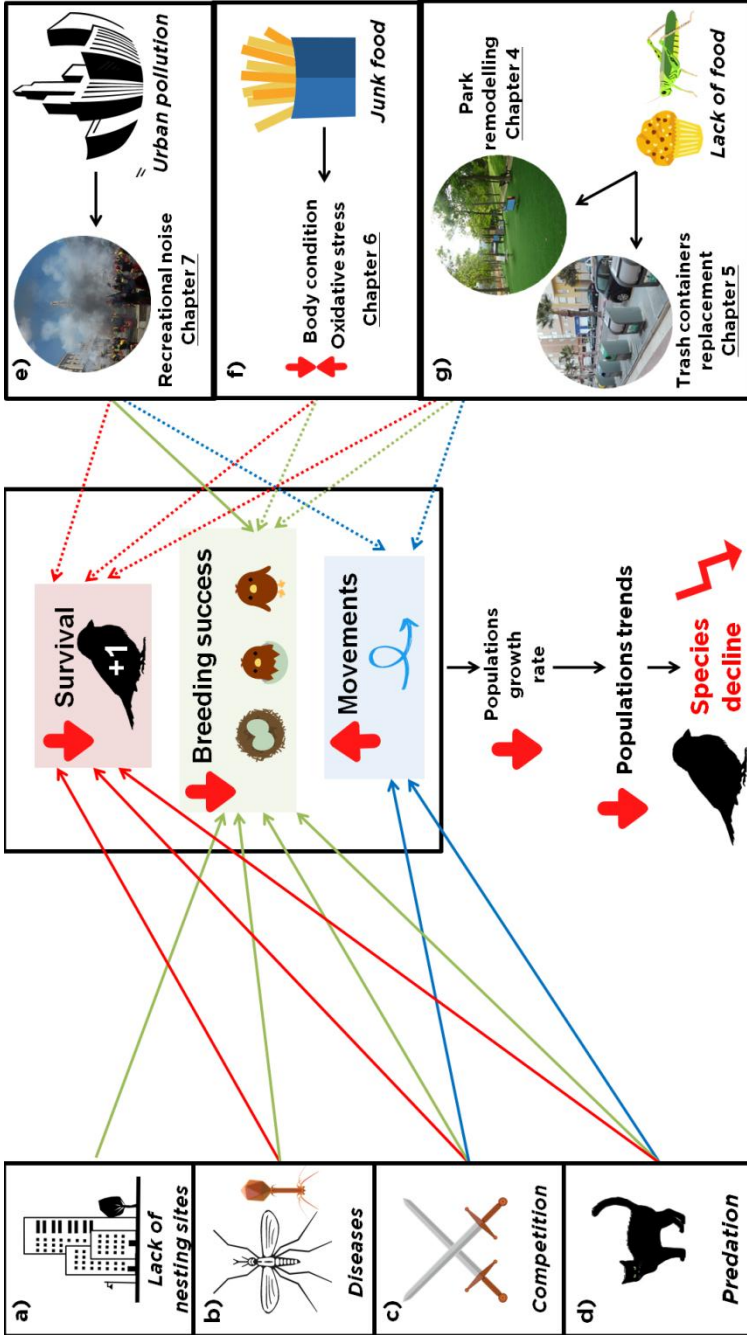 a)
Lack of
nesting sites
b)
Diseases
c)
Competition
d)
Predation
Survival
+1
Breeding success
Movements
Populations
growth
rate
Populations trends
Species
decline
e)
Recreational noise
Chapter 7
Urban pollution
f)
Body condition
Oxidative stress
Chapter 6
Junk food
g)
Trash containers
replacement
Chapter 5
Park
remodelling
Chapter 4
Lack of food